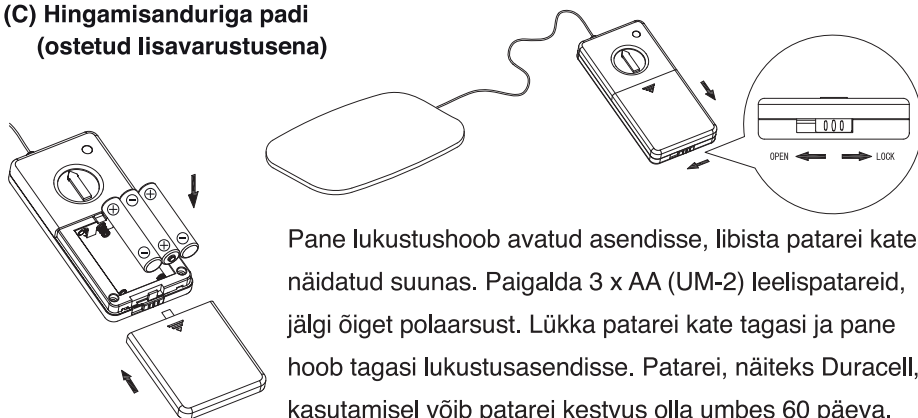 (C) Hingamisanduriga padi
(ostetud lisavarustusena)
OPEN LOCK
Pane lukustushoob avatud asendisse, libista patarei kate
näidatud suunas. Paigalda 3 x AA (UM-2) leelispatareid,
jälgi õiget polaarsust. Lükka patarei kate tagasi ja pane
hoob tagasi lukustusasendisse. Patarei, näiteks Duracell,
kasutamisel võib patarei kestvus olla umbes 60 päeva.